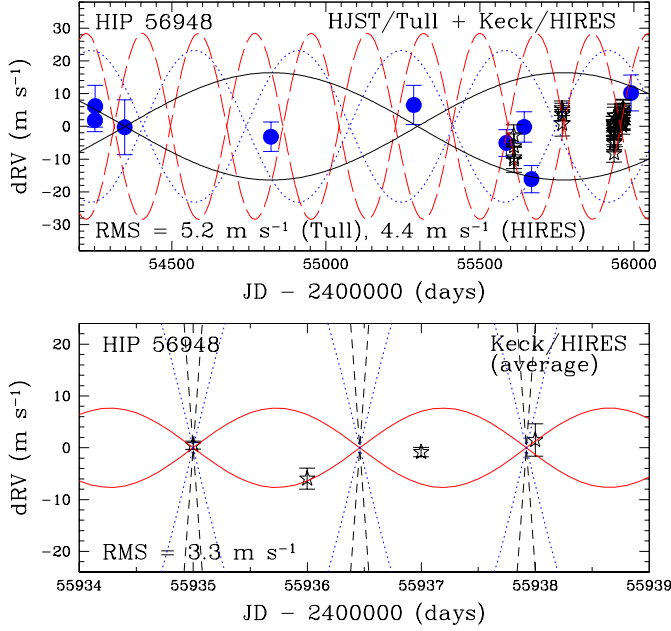 HIP 56948 HJST/Tull + Keck/HIRES
30
20
10
0
−10
−20
−30
dRV (m s⁻¹)
RMS = 5.2 m s⁻¹ (Tull), 4.4 m s⁻¹ (HIRES)
54500 55000 55500 56000
JD − 2400000 (days)
HIP 56948 Keck/HIRES
(average)
20
10
0
−10
−20
dRV (m s⁻¹)
RMS = 3.3 m s⁻¹
55934 55935 55936 55937 55938 55939
JD − 2400000 (days)